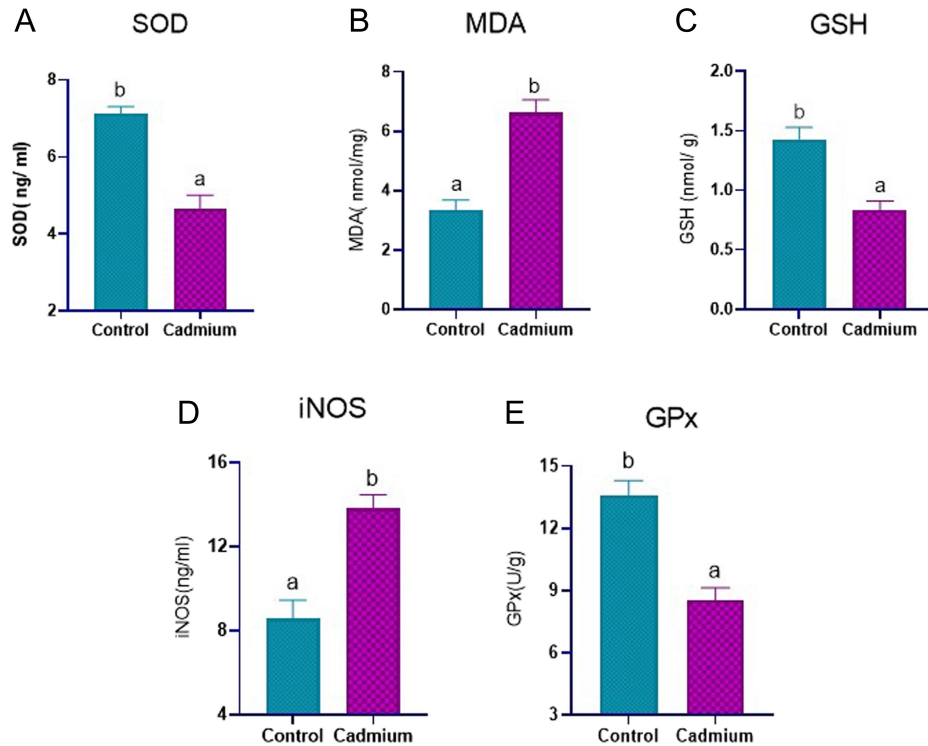 A
SOD
SOD( ng/ ml)
8
6
4
2
b
a
Control
Cadmium
B
MDA
MDA( nmol/mg)
8
6
4
2
0
a
b
Control
Cadmium
C
GSH
GSH (nmol/ g)
2.0
1.5
1.0
0.5
0.0
b
a
Control
Cadmium
D
iNOS
iNOS(ng/ml)
16
12
8
4
a
b
Control
Cadmium
E
GPx
GPx(U/g)
15
12
9
6
3
b
a
Control
Cadmium